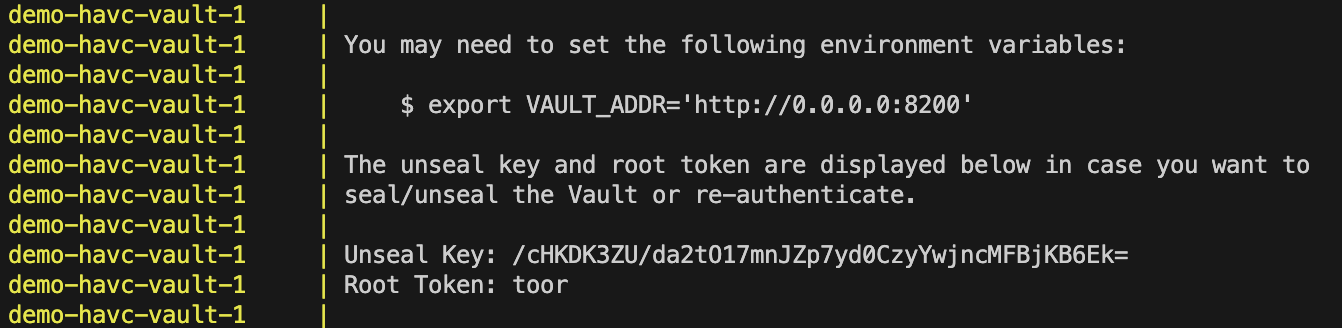 demo-havc-vault-1 |
demo-havc-vault-1 | You may need to set the following environment variables:
demo-havc-vault-1 |
demo-havc-vault-1 |     $ export VAULT_ADDR='http://0.0.0.0:8200'
demo-havc-vault-1 |
demo-havc-vault-1 | The unseal key and root token are displayed below in case you want to
demo-havc-vault-1 | seal/unseal the Vault or re-authenticate.
demo-havc-vault-1 |
demo-havc-vault-1 | Unseal Key: /cHKDK3ZU/da2tO17mnJZp7yd0CzyYwjncMFBjKB6Ek=
demo-havc-vault-1 | Root Token: toor
demo-havc-vault-1 |